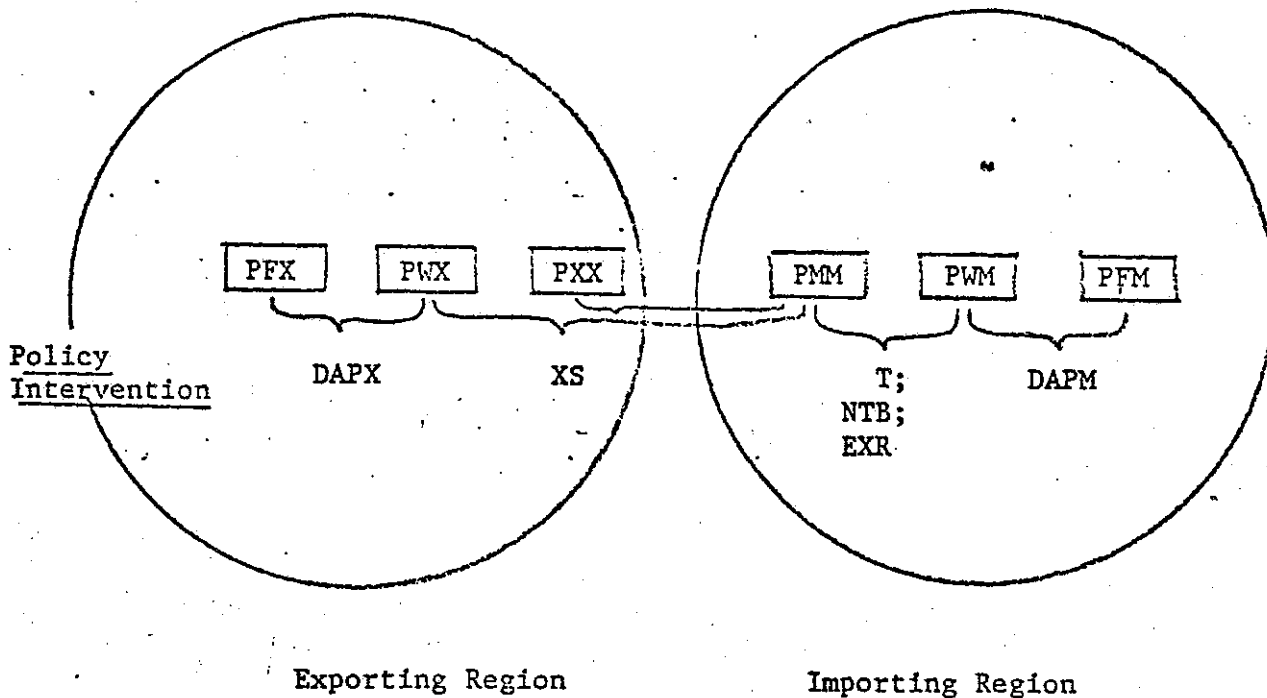 PFX PWX PXX PMM PWM PFM
Policy
Intervention
DAPX XS T; DAPM
NTB;
EXR
Exporting Region Importing Region